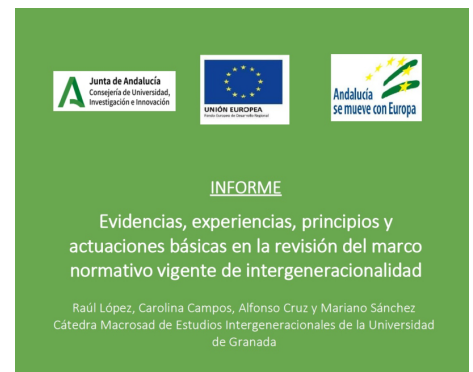 Junta de Andalucía
Consejería de Universidad,
Investigación e Innovación
UNIÓN EUROPEA
Fondo Europeo de Desarrollo Regional
Andalucía
se mueve con Europa
INFORME
Evidencias, experiencias, principios y
actuaciones básicas en la revisión del marco
normativo vigente de intergeneracionalidad
Raúl López, Carolina Campos, Alfonso Cruz y Mariano Sánchez
Cátedra Macrosad de Estudios Intergeneracionales de la Universidad
de Granada